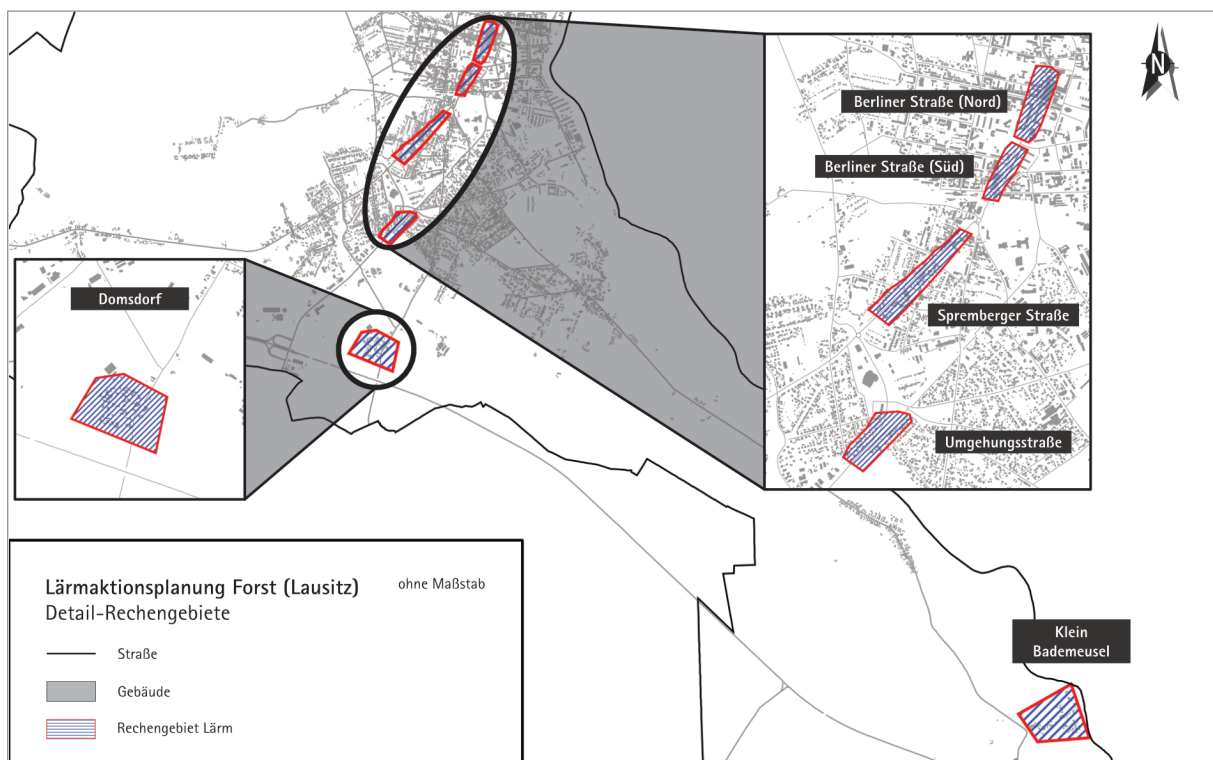 N
Berliner Straße (Nord)
Berliner Straße (Süd)
Domsdorf
Spremberger Straße
Umgehungsstraße
Lärmaktionsplanung Forst (Lausitz)
ohne Maßstab
Detail-Rechengebiete
Straße
Gebäude
Rechengebiet Lärm
Klein
Bademeusel